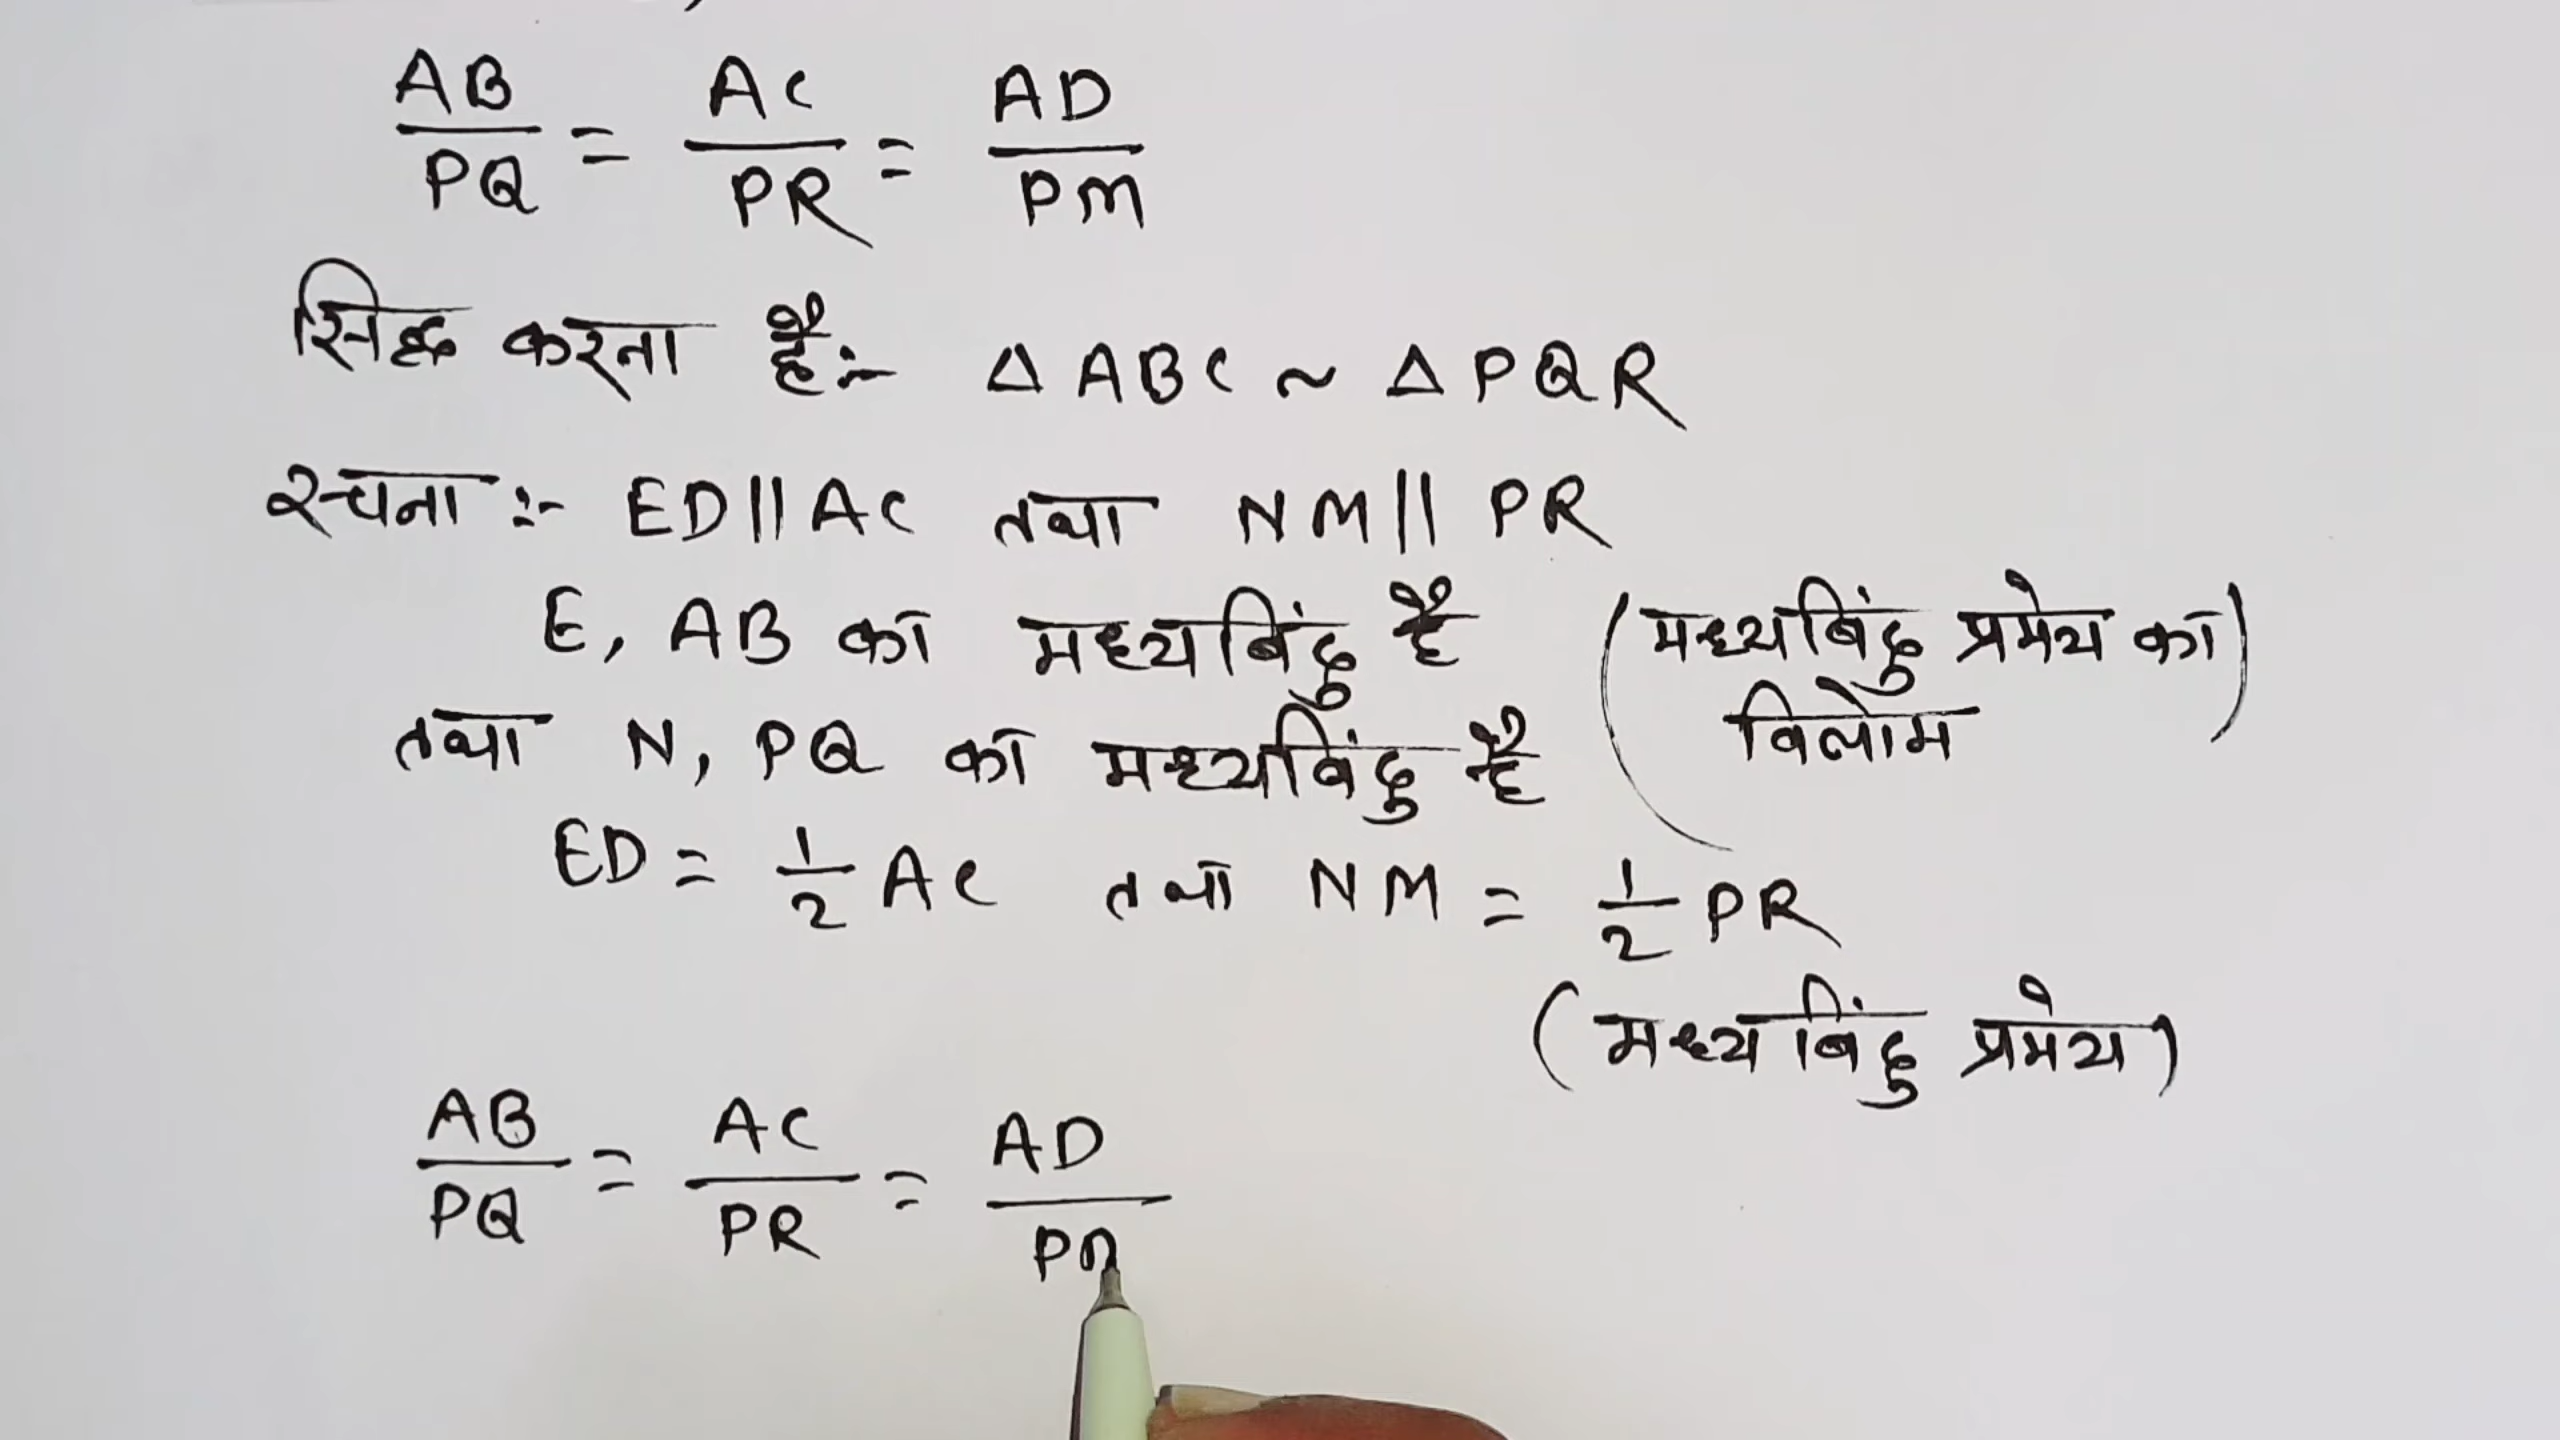 AB/PQ = AC/PR = AD/PM
सिद्ध करना है:- Δ ABC ~ Δ PQR
रचना :- ED || AC तथा NM || PR
E, AB का मध्यबिंदु है (मध्यबिंदु प्रमेय का
तथा N, PQ का मध्यबिंदु है विलोम)
ED = 1/2 AC तथा NM = 1/2 PR
(मध्यबिंदु प्रमेय)
AB/PQ = AC/PR = AD/P